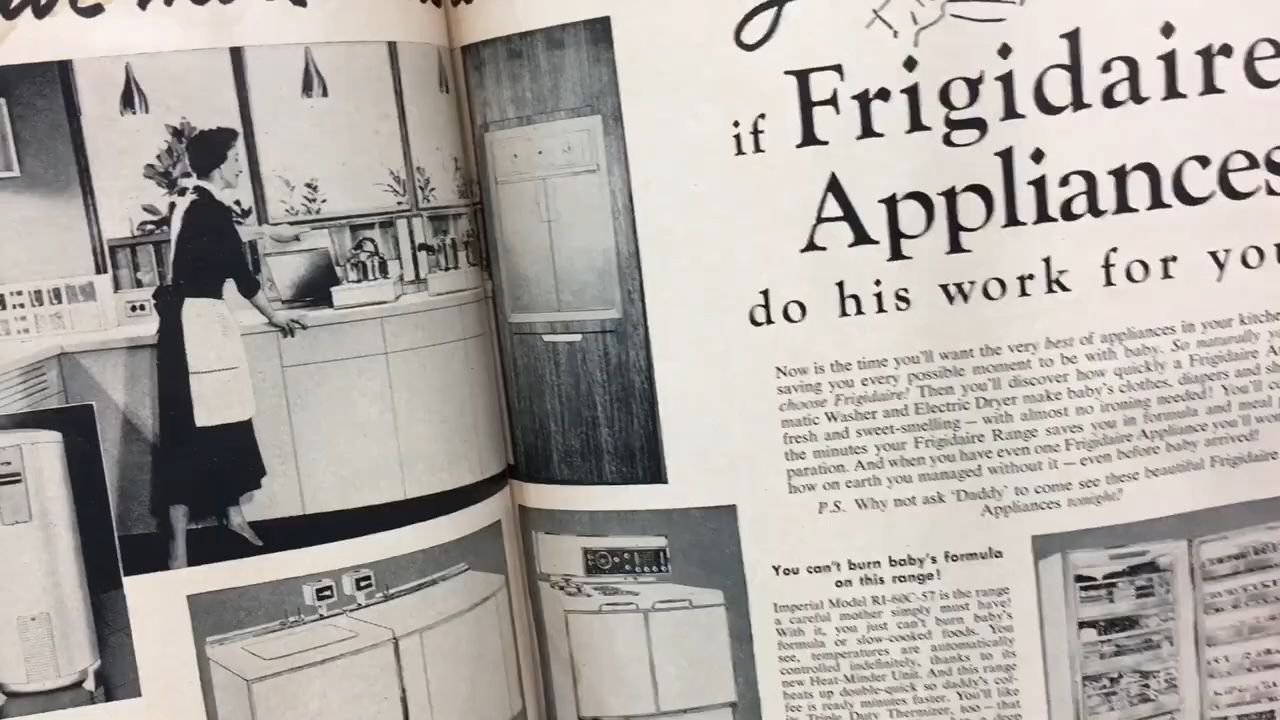 if Frigidaire
Appliances
do his work for you
Now is the time you'll want the very best of appliances in your
saving you every possible moment to be with baby. So naturally
choose Frigidaire! Then you'll discover how quickly a Frigidaire
matic Washer and Electric Dryer make baby's clothes, diapers and
fresh and sweet-smelling — with almost no ironing needed! You'll
the minutes your Frigidaire Range saves you in formula and meal
paration. And when you have even one Frigidaire Appliance you'll
how on earth you managed without it — even before baby arrived!
P.S. Why not ask 'Daddy' to come see these beautiful Frigidaire
Appliances tonight?
You can't burn baby's formula
on this range!
Imperial Model RI-60C-57 is the range
a careful mother simply must have!
With it, you just can't burn baby's
formula or slow-cooked foods. You
see, temperatures are automatically
controlled indefinitely, thanks to its
new Heat-Minder Unit. And this range
heats up double-quick so daddy's cof-
fee is ready minutes faster. You'll like
its Triple Duty Thermizer, too — that
a deep